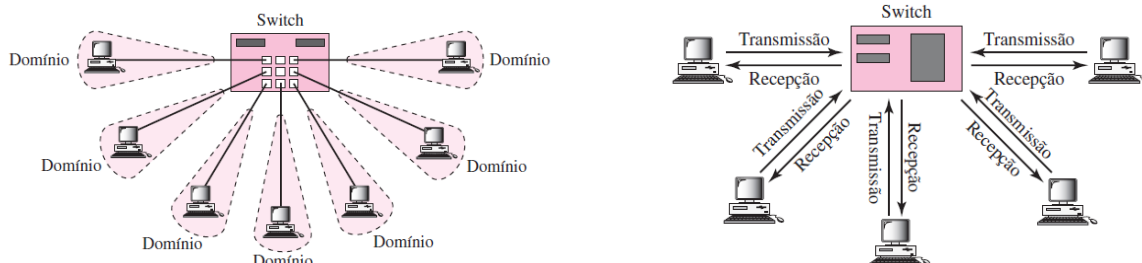 Switch
Domínio
Domínio
Domínio
Domínio
Domínio
Domínio
Domínio
Switch
Transmissão
Recepção
Transmissão
Recepção
Transmissão
Recepção
Transmissão
Recepção
Transmissão
Recepção